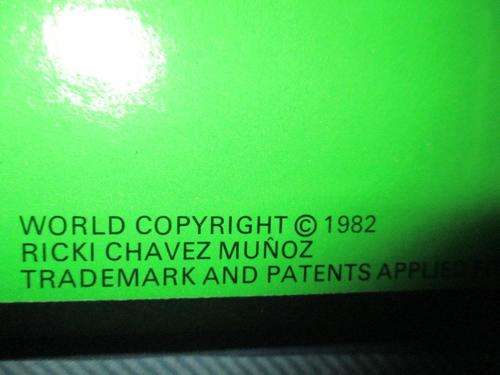 WORLD COPYRIGHT © 1982
RICKI CHAVEZ MUÑOZ
TRADEMARK AND PATENTS APPLIED